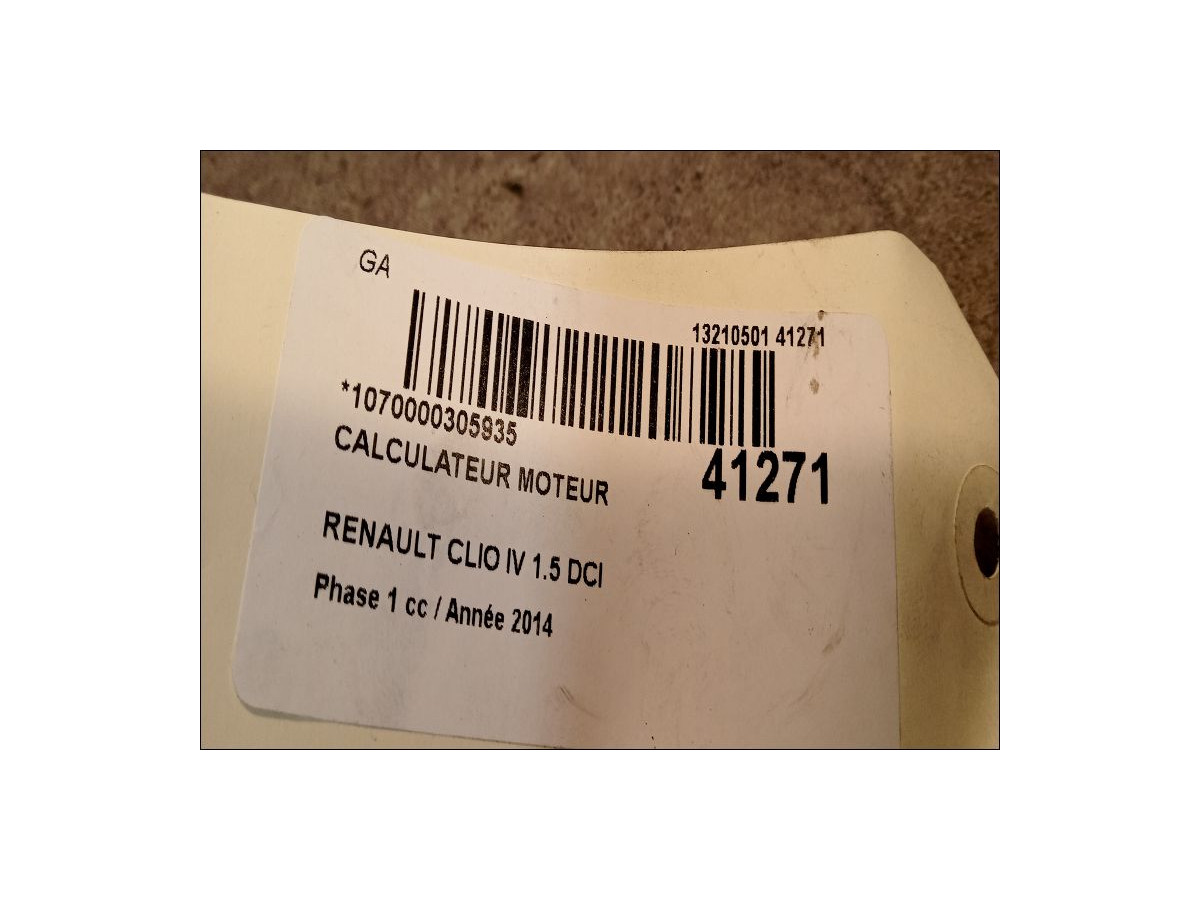 GA
13210501 41271
*1070000305935
41271
CALCULATEUR MOTEUR
RENAULT CLIO IV 1.5 DCI
Phase 1 cc / Année 2014